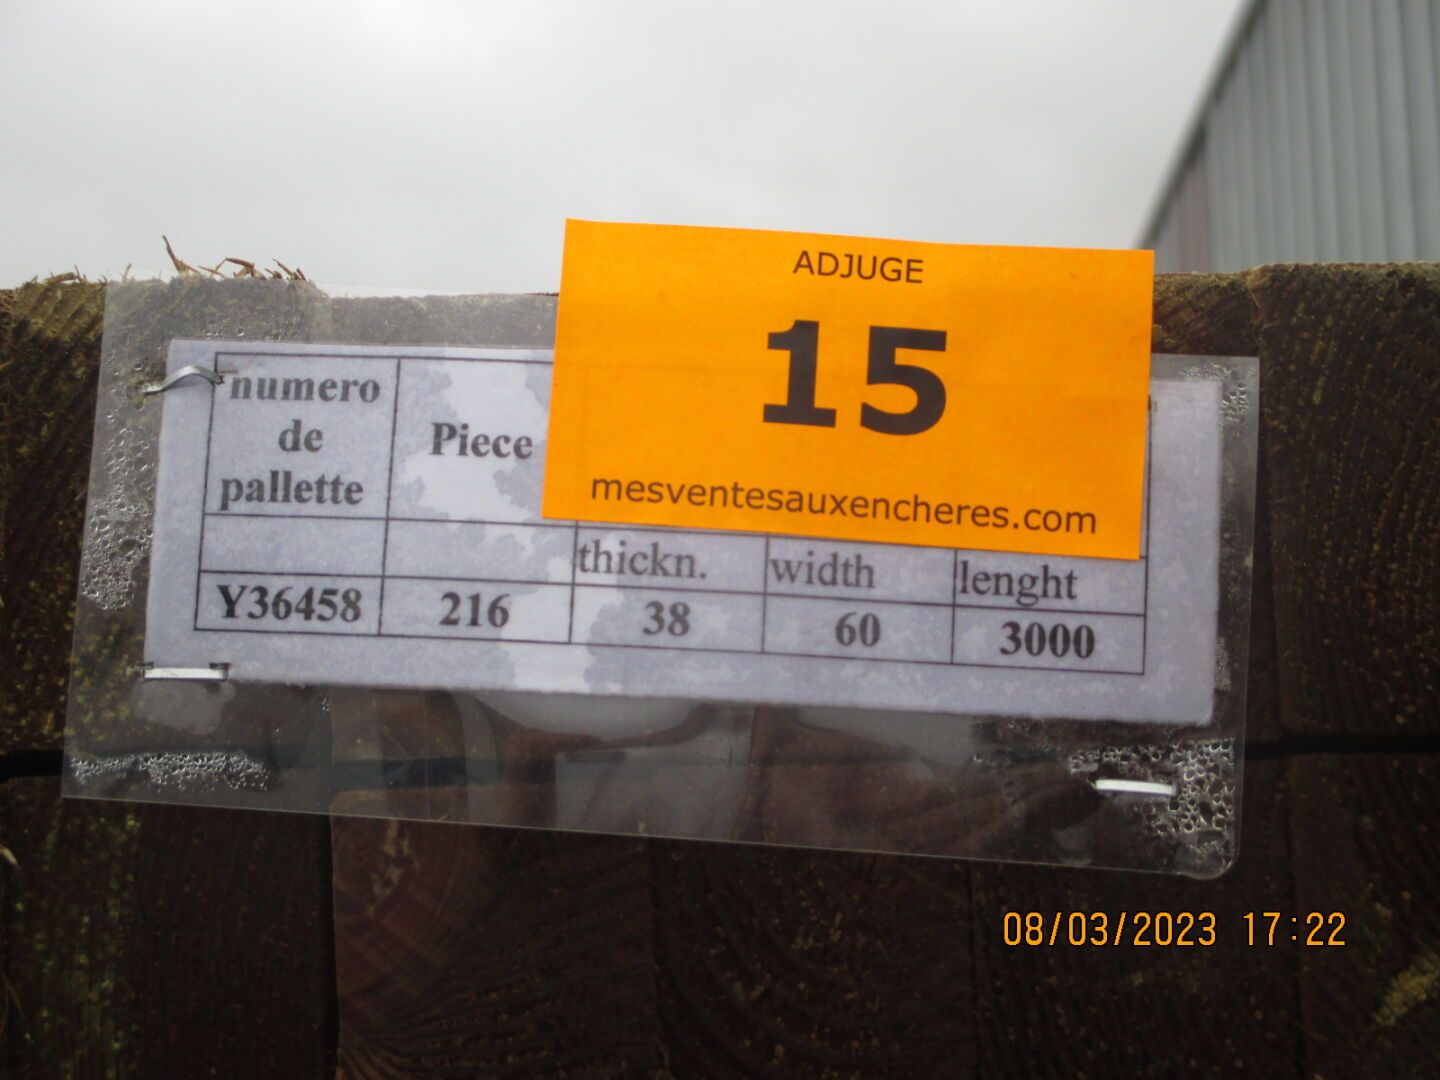 ADJUGE
15
mesventesauxencheres.com
numero
de
pallette
Piece
thickn. width lenght
Y36458 216 38 60 3000
08/03/2023 17:22